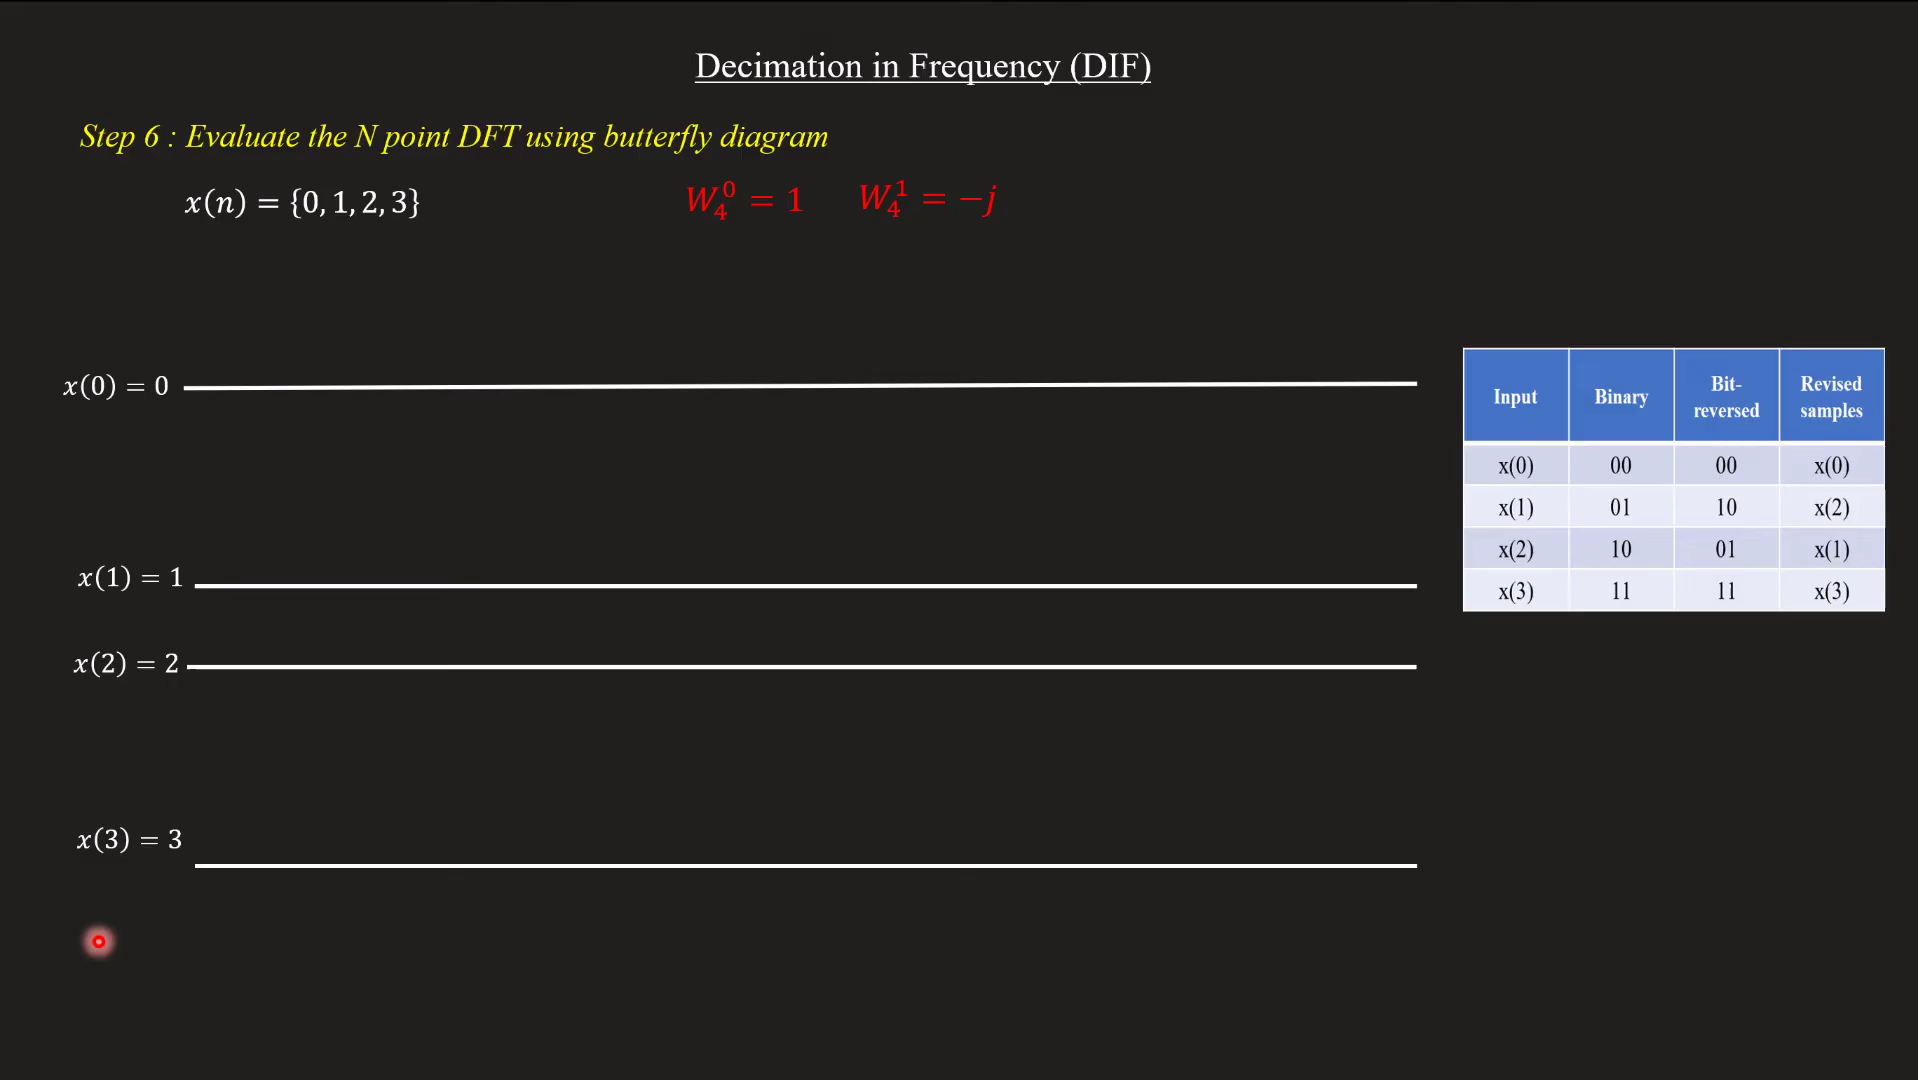 Decimation in Frequency (DIF)
Step 6 : Evaluate the N point DFT using butterfly diagram
x(n) = {0, 1, 2, 3}
W₄⁰ = 1
W₄¹ = −j
x(0) = 0
x(1) = 1
x(2) = 2
x(3) = 3
Input Binary Bit-reversed Revised samples
x(0) 00 00 x(0)
x(1) 01 10 x(2)
x(2) 10 01 x(1)
x(3) 11 11 x(3)